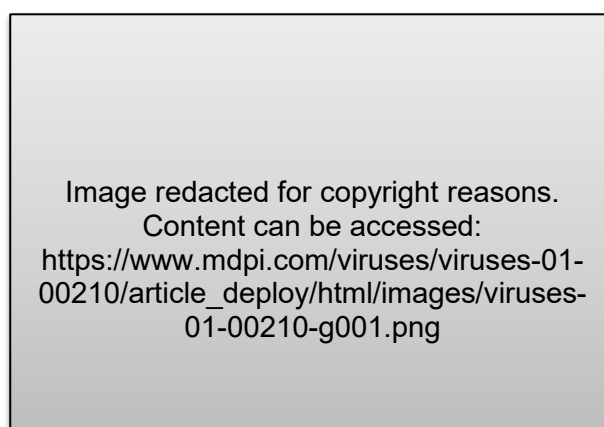 Image redacted for copyright reasons.
Content can be accessed:
https://www.mdpi.com/viruses/viruses-01-
00210/article_deploy/html/images/viruses-
01-00210-g001.png